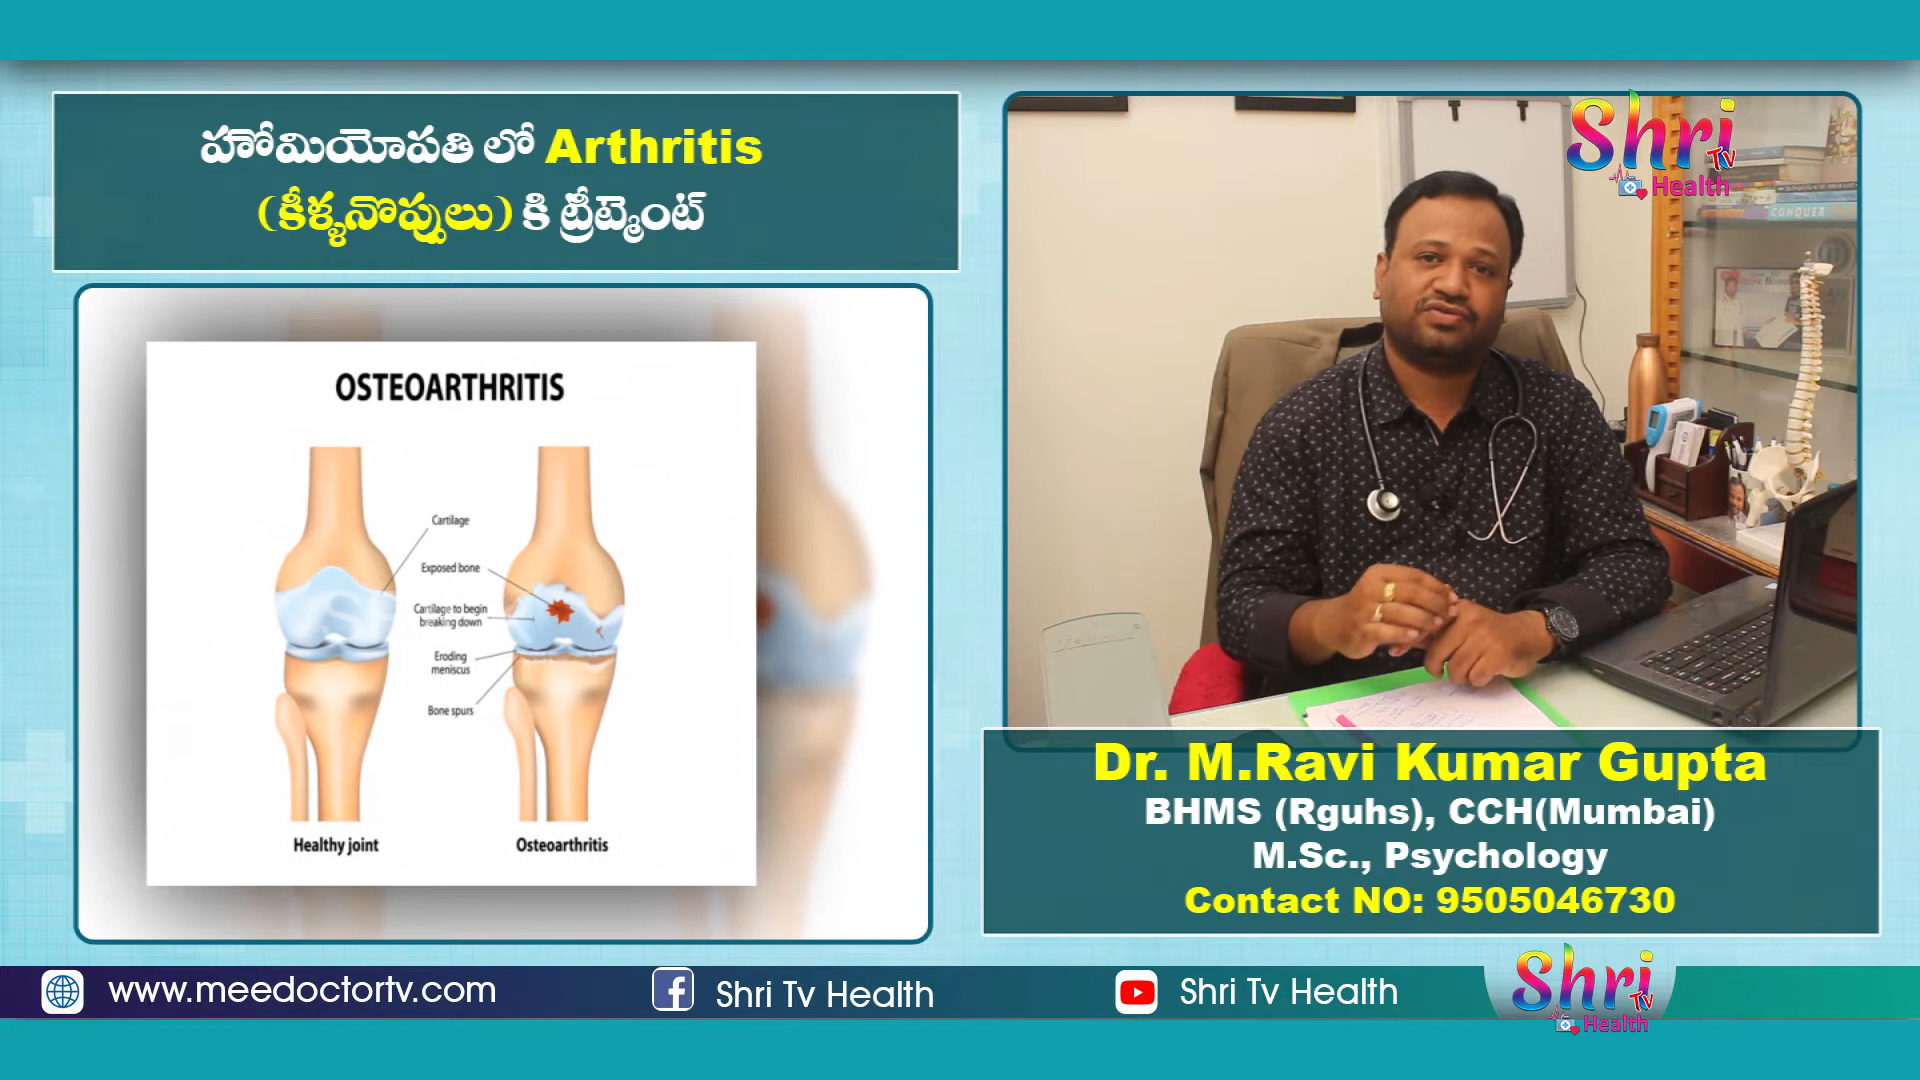 హోమియోపతి లో Arthritis
(కీళ్ళనొప్పులు) కి ట్రీట్మెంట్
OSTEOARTHRITIS
Cartilage
Exposed bone
Cartilage to begin
breaking down
Eroding
meniscus
Bone spurs
Healthy joint
Osteoarthritis
Shri
TV
Health
CONQUER
Dr. M.Ravi Kumar Gupta
BHMS (Rguhs), CCH(Mumbai)
M.Sc., Psychology
Contact NO: 9505046730
www.meedoctortv.com
Shri Tv Health
Shri Tv Health
Shri
TV
Health